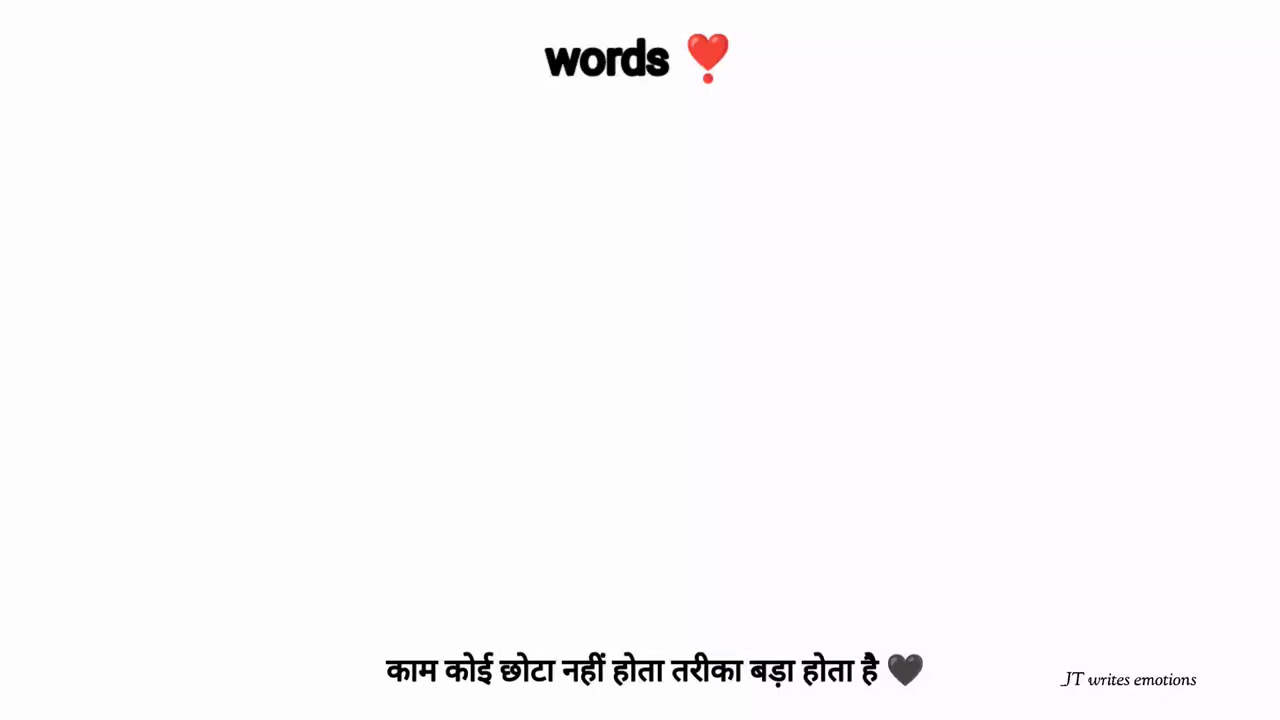 words ❣️
काम कोई छोटा नहीं होता तरीका बड़ा होता है 🖤
JT writes emotions